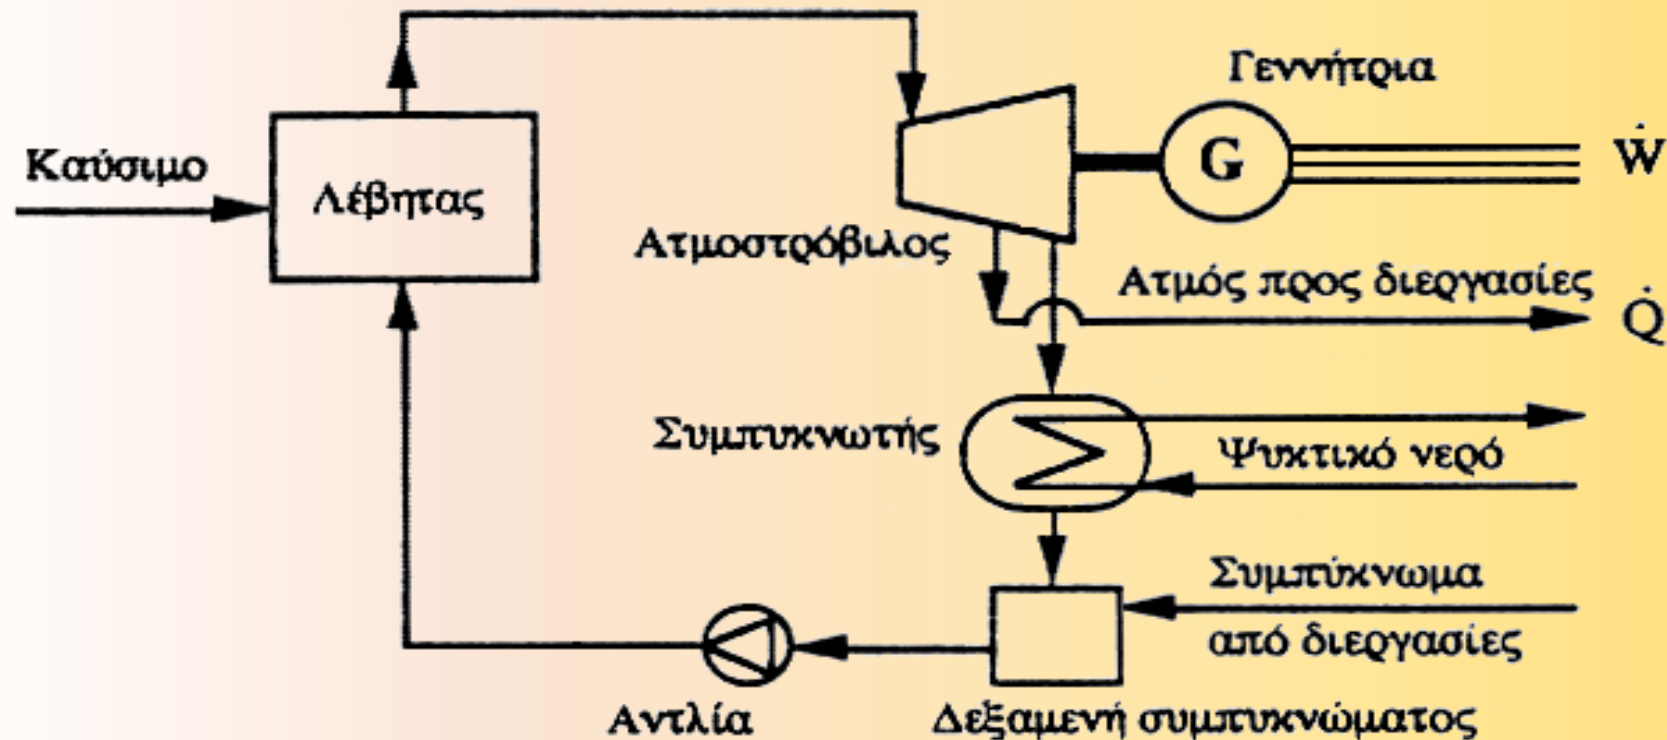 Γεννήτρια
Καύσιμο
Λέβητας
G
Ẇ
Ατμοστρόβιλος
Ατμός προς διεργασίες
Q̇
Συμπυκνωτής
Ψυκτικό νερό
Συμπύκνωμα
από διεργασίες
Αντλία
Δεξαμενή συμπυκνώματος